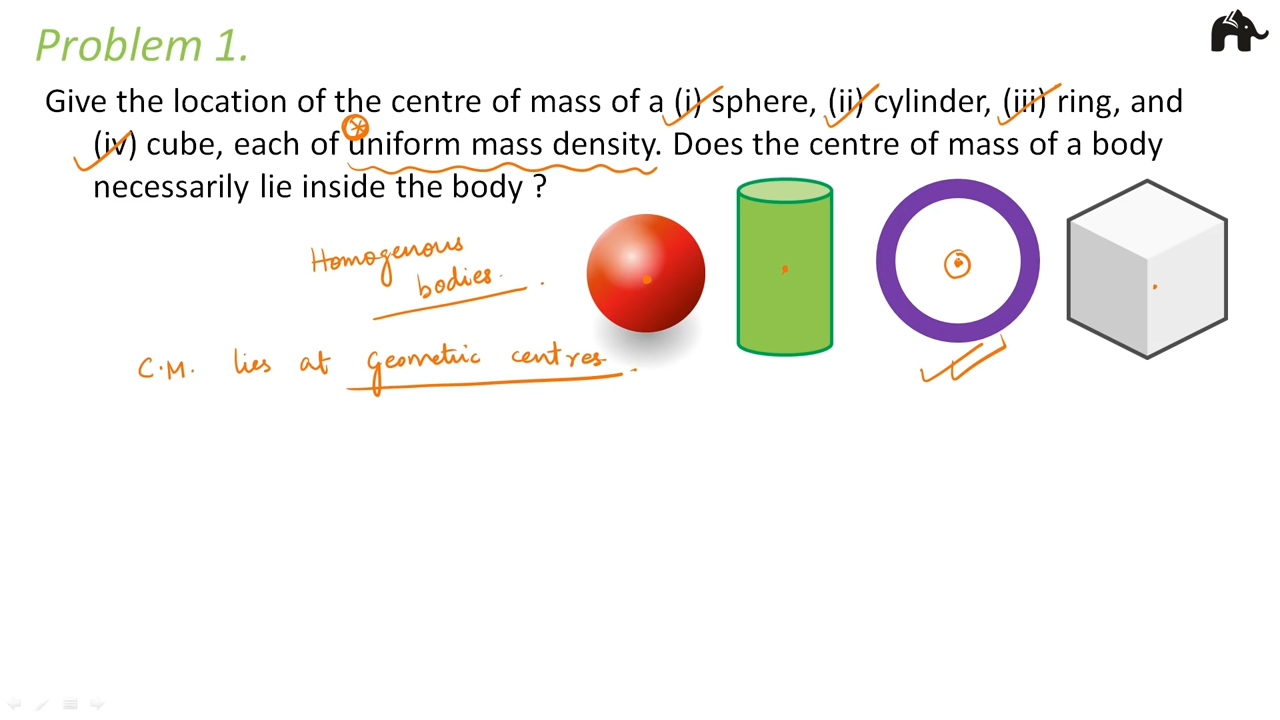 Problem 1.
Give the location of the centre of mass of a (i) sphere, (ii) cylinder, (iii) ring, and
(iv) cube, each of uniform mass density. Does the centre of mass of a body
necessarily lie inside the body ?
Homogenous
bodies.
C.M. lies at Geometric centres.